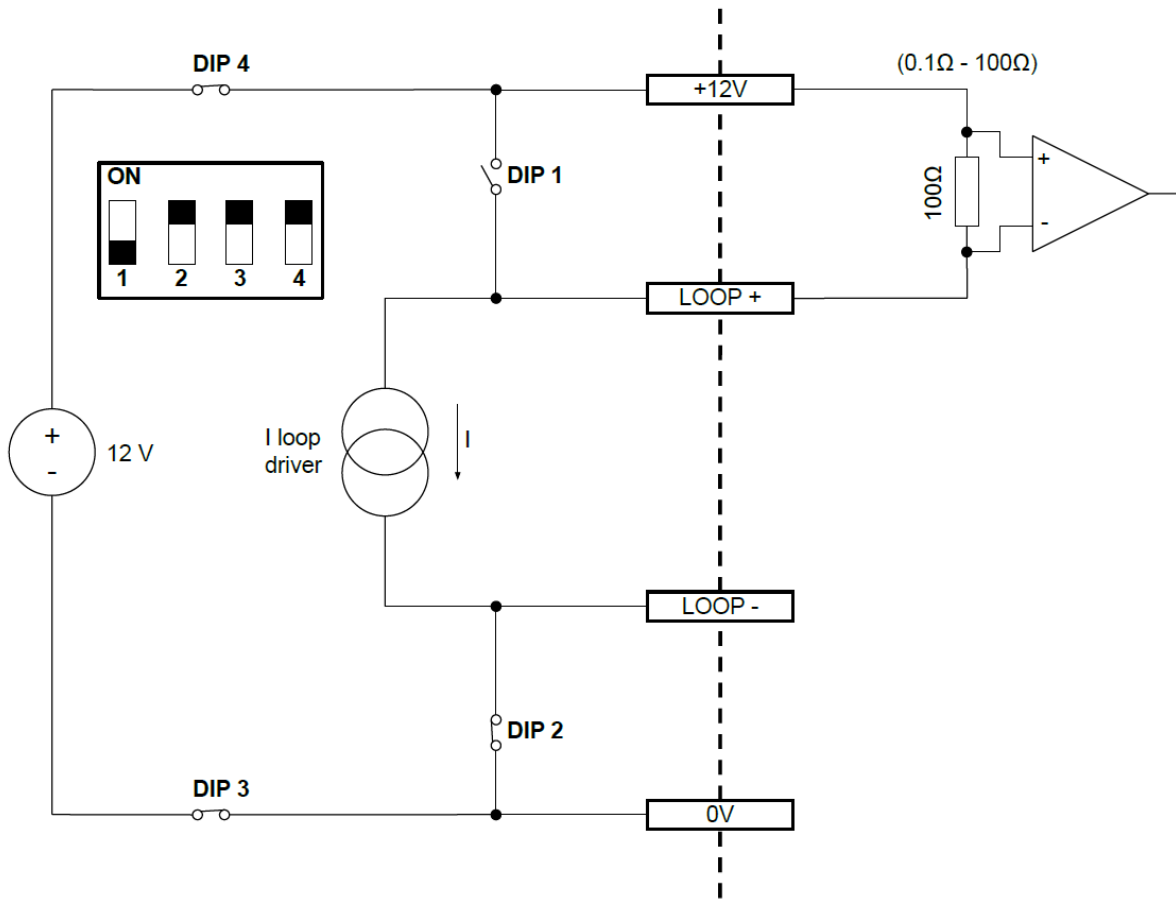 DIP 4
(0.1Ω - 100Ω)
+12V
ON
1 2 3 4
DIP 1
100Ω
+
-
LOOP +
+
-
12 V
I loop
driver
I
LOOP -
DIP 2
DIP 3
0V